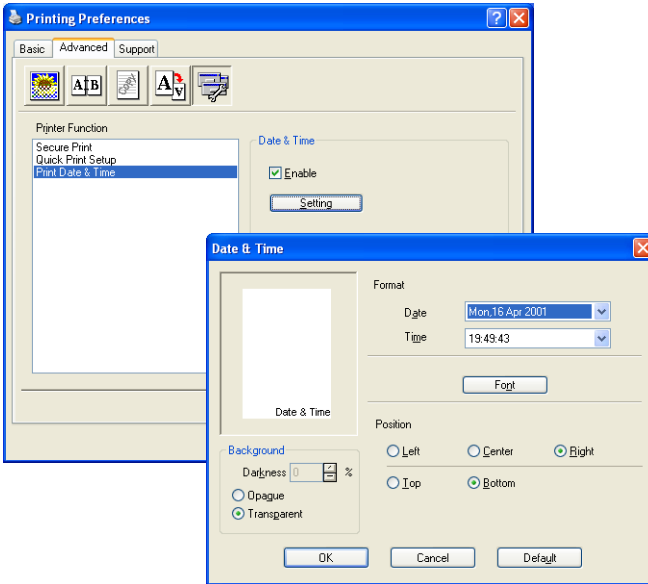 Printing Preferences
Basic Advanced Support
A B A V
Printer Function
Secure Print
Quick Print Setup
Print Date & Time
Date & Time
Enable
Setting
Date & Time
Date & Time
Format
Date Mon,16 Apr 2001
Time 19:49:43
Font
Position
Left Center Right
Top Bottom
Background
Darkness 0 %
Opague
Transparent
OK Cancel Default